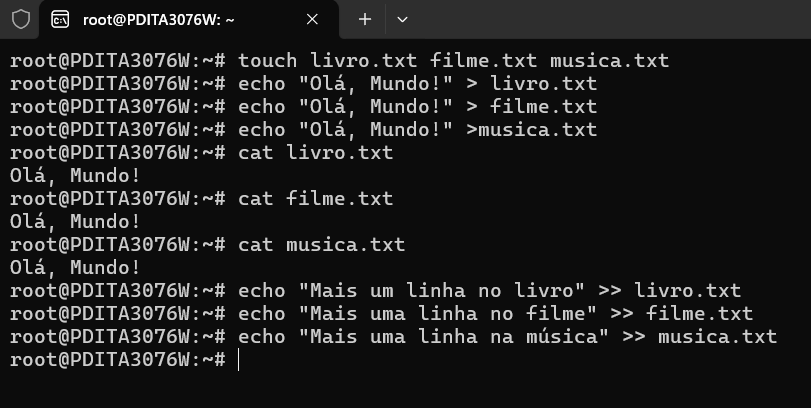 root@PDITA3076W: ~
root@PDITA3076W:~# touch livro.txt filme.txt musica.txt
root@PDITA3076W:~# echo "Olá, Mundo!" > livro.txt
root@PDITA3076W:~# echo "Olá, Mundo!" > filme.txt
root@PDITA3076W:~# echo "Olá, Mundo!" >musica.txt
root@PDITA3076W:~# cat livro.txt
Olá, Mundo!
root@PDITA3076W:~# cat filme.txt
Olá, Mundo!
root@PDITA3076W:~# cat musica.txt
Olá, Mundo!
root@PDITA3076W:~# echo "Mais um linha no livro" >> livro.txt
root@PDITA3076W:~# echo "Mais uma linha no filme" >> filme.txt
root@PDITA3076W:~# echo "Mais uma linha na música" >> musica.txt
root@PDITA3076W:~#